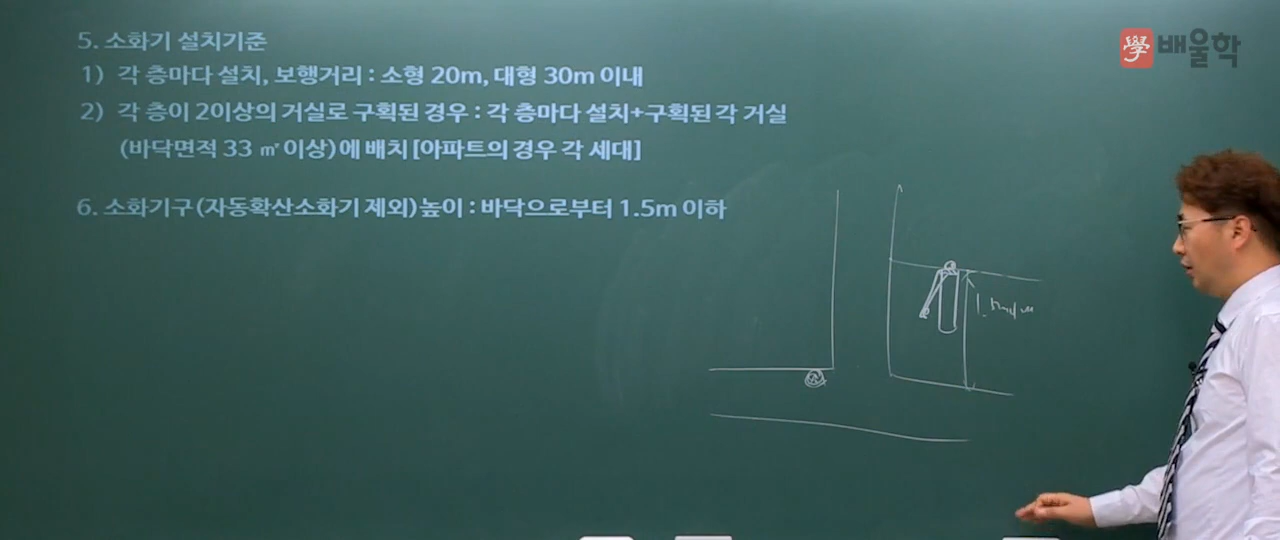 5. 소화기 설치기준
1) 각 층마다 설치, 보행거리 : 소형 20m, 대형 30m 이내
2) 각 층이 2이상의 거실로 구획된 경우 : 각 층마다 설치+구획된 각 거실
(바닥면적 33 ㎡ 이상)에 배치 [아파트의 경우 각 세대]
6. 소화기구(자동확산소화기 제외)높이 : 바닥으로부터 1.5m 이하
學 배울학